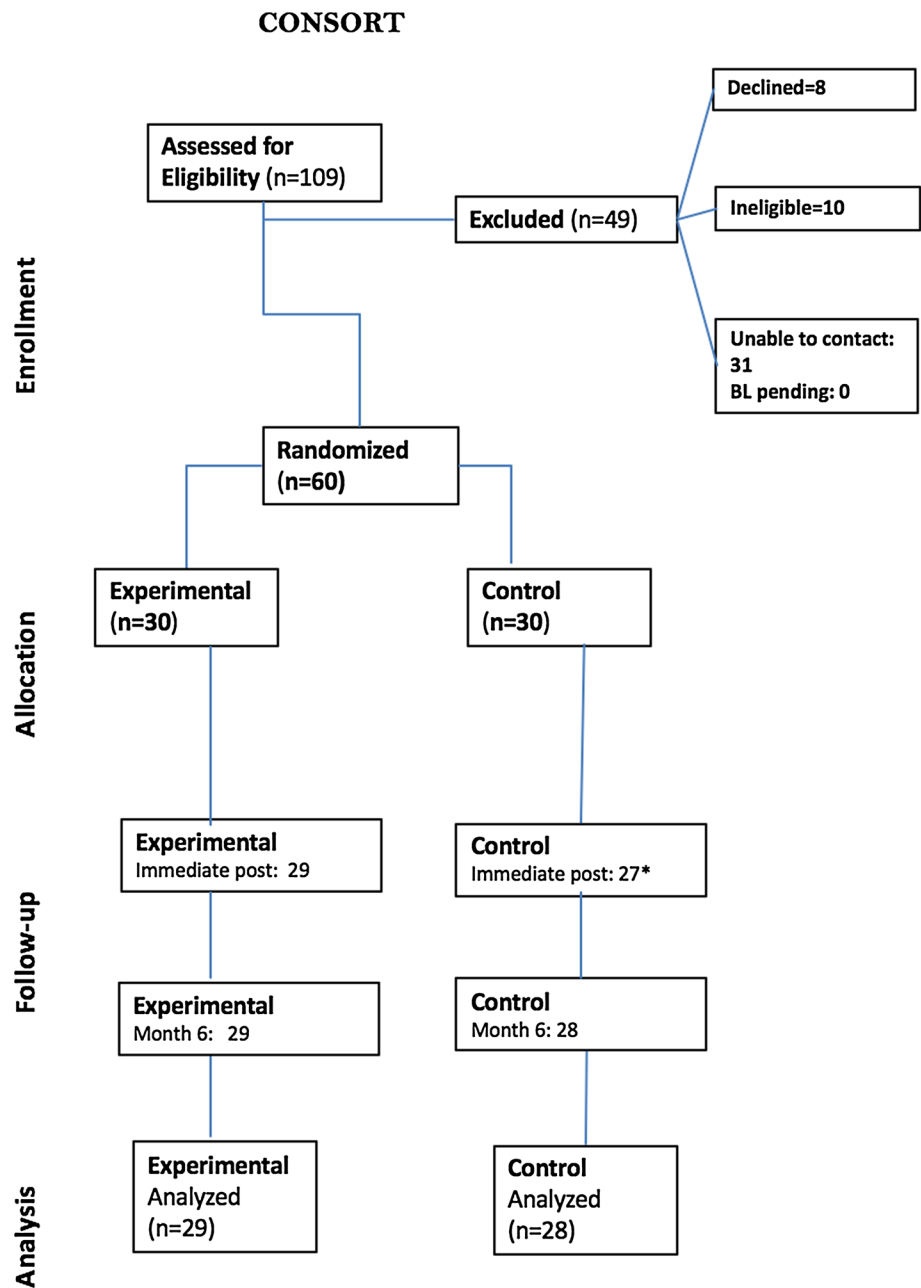 CONSORT
Declined=8
Assessed for
Eligibility (n=109)
Ineligible=10
Excluded (n=49)
Enrollment
Unable to contact:
31
BL pending: 0
Randomized
(n=60)
Experimental
(n=30)
Control
(n=30)
Allocation
Experimental
Immediate post: 29
Control
Immediate post: 27*
Follow-up
Experimental
Month 6: 29
Control
Month 6: 28
Analysis
Experimental
Analyzed
(n=29)
Control
Analyzed
(n=28)